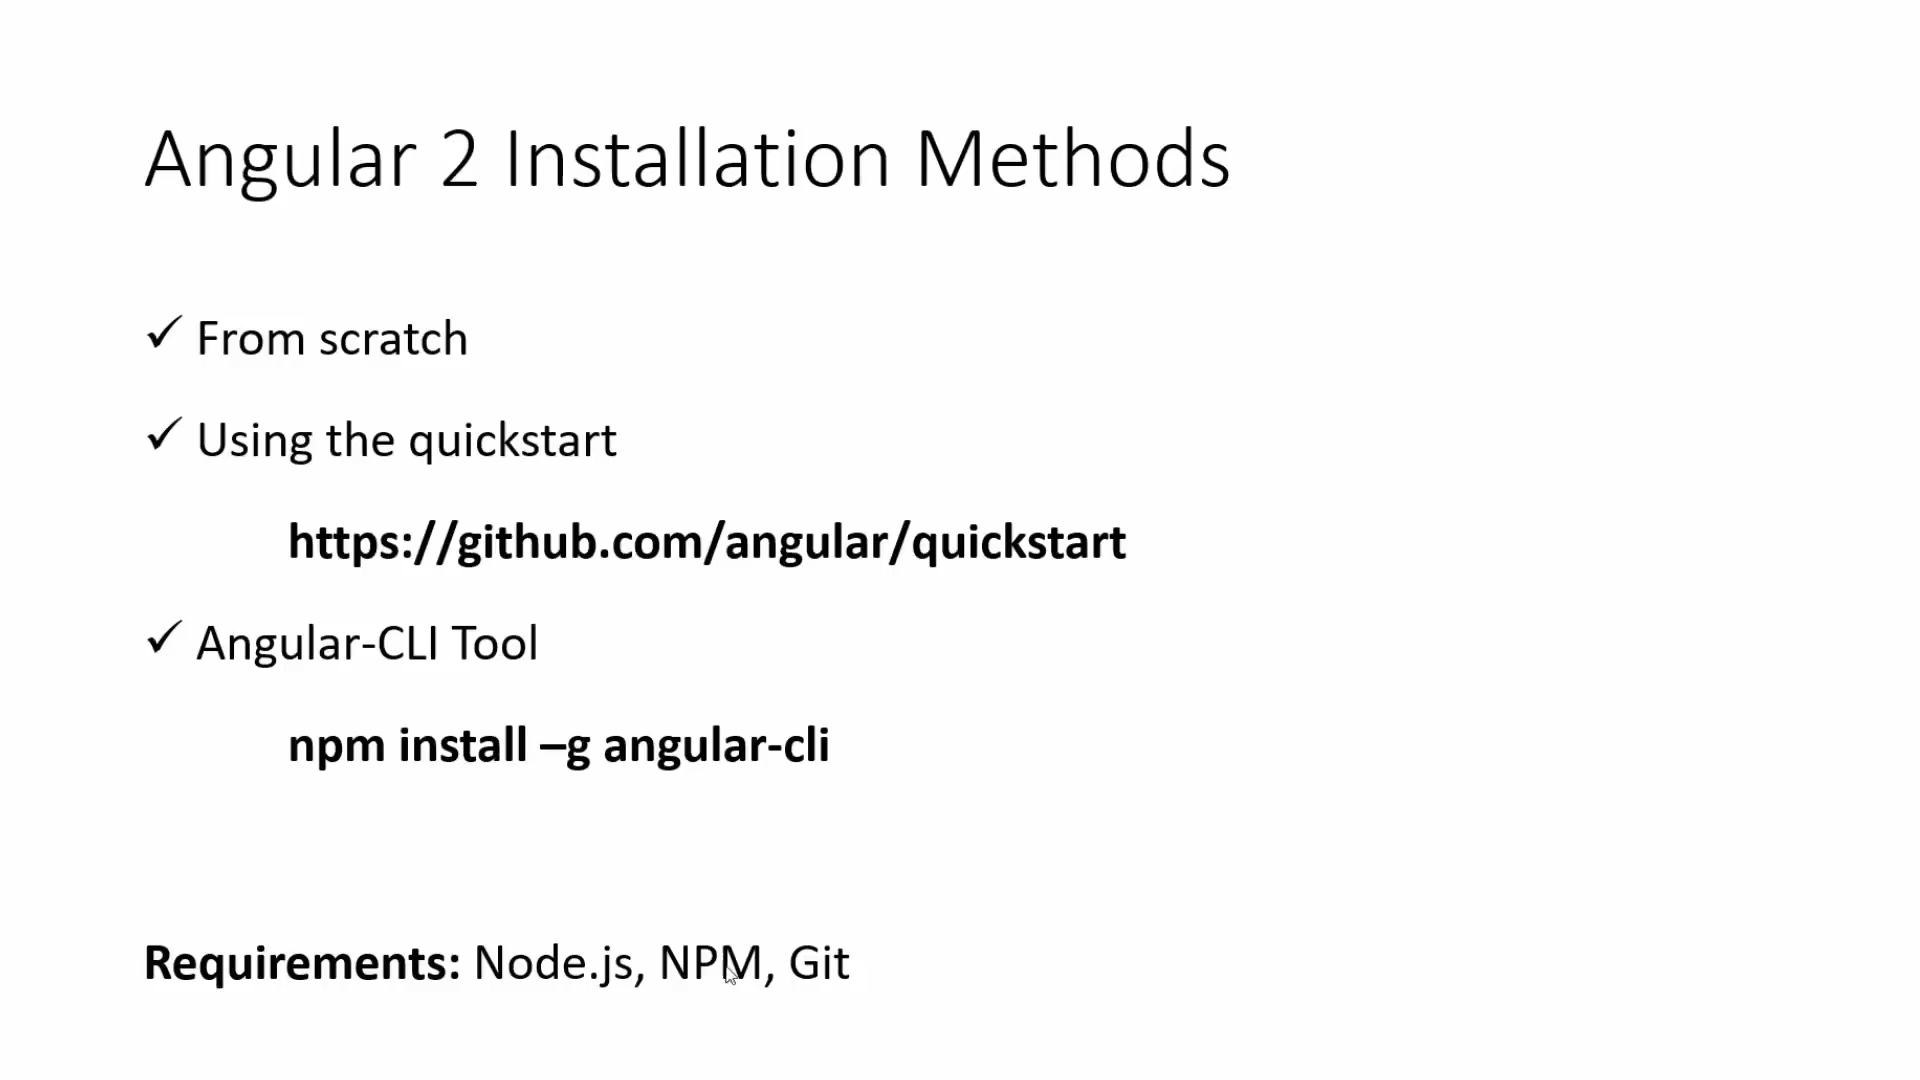 Angular 2 Installation Methods
✓ From scratch
✓ Using the quickstart
https://github.com/angular/quickstart
✓ Angular-CLI Tool
npm install –g angular-cli
Requirements: Node.js, NPM, Git